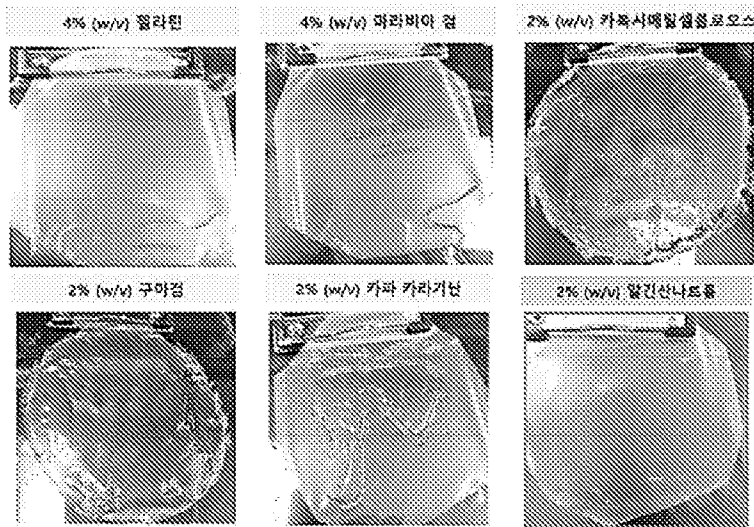 4% (w/v) 젤라틴
4% (w/v) 아라비아 검
2% (w/v) 카복시메틸셀룰로오스
2% (w/v) 구아검
2% (w/v) 카파 카라기난
2% (w/v) 알긴산나트륨